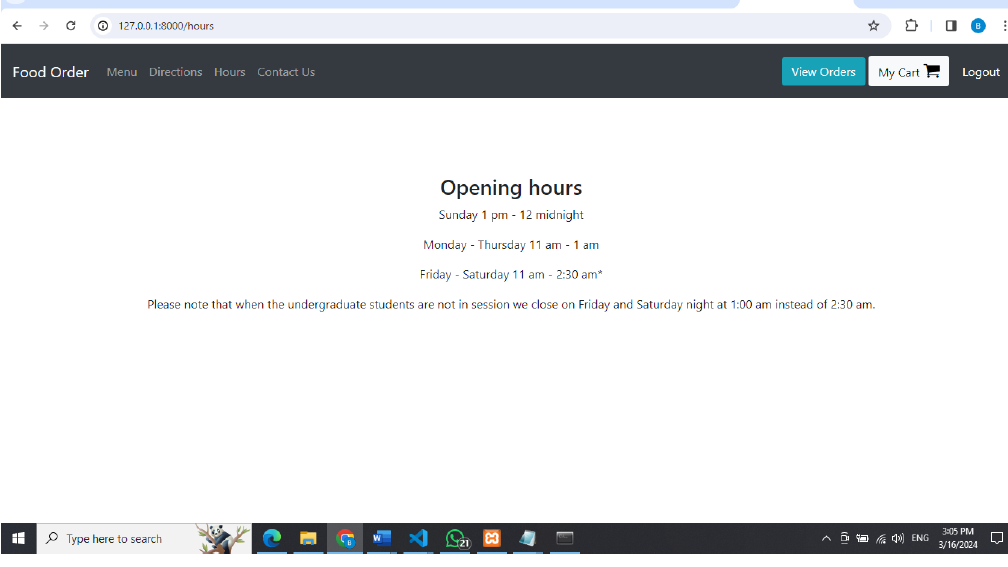 127.0.0.1:8000/hours
B
Food Order Menu Directions Hours Contact Us View Orders My Cart Logout
Opening hours
Sunday 1 pm - 12 midnight
Monday - Thursday 11 am - 1 am
Friday - Saturday 11 am - 2:30 am*
Please note that when the undergraduate students are not in session we close on Friday and Saturday night at 1:00 am instead of 2:30 am.
Type here to search
21
ENG
3:05 PM
3/16/2024